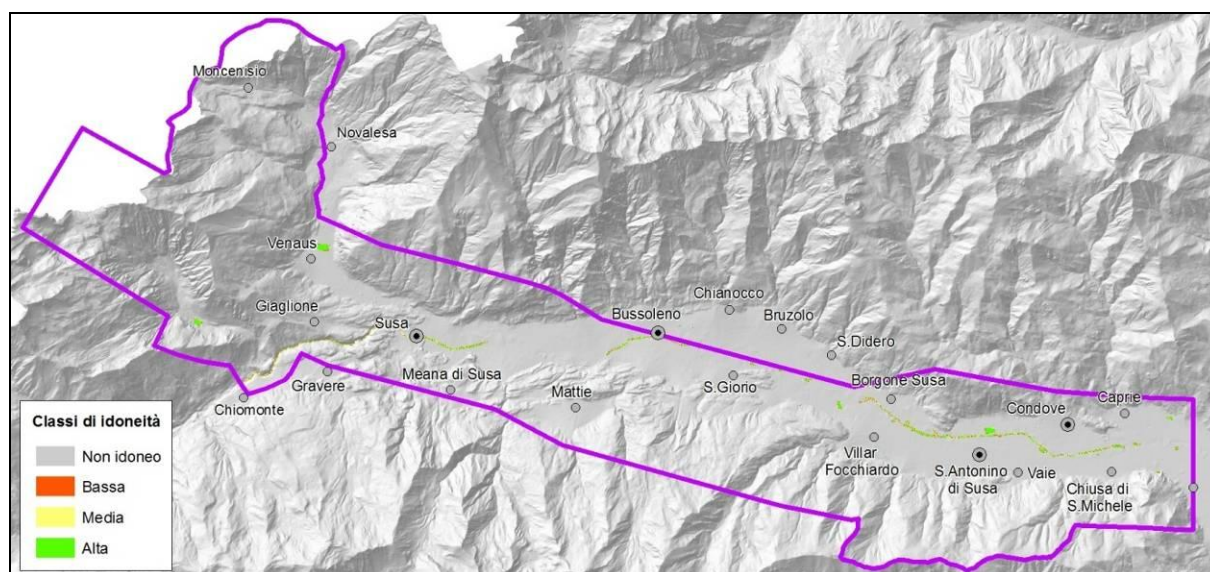 Moncenisio
Novalesa
Venaus
Giaglione
Susa
Bussoleno
Chianocco
Bruzolo
S.Didero
Gravere
Meana di Susa
Mattie
S.Giorio
Borgone Susa
Caprie
Chiomonte
Condove
Villar
Focchiardo
S.Antonino
di Susa
Vaie
Chiusa di
S.Michele
Classi di idoneità
Non idoneo
Bassa
Media
Alta